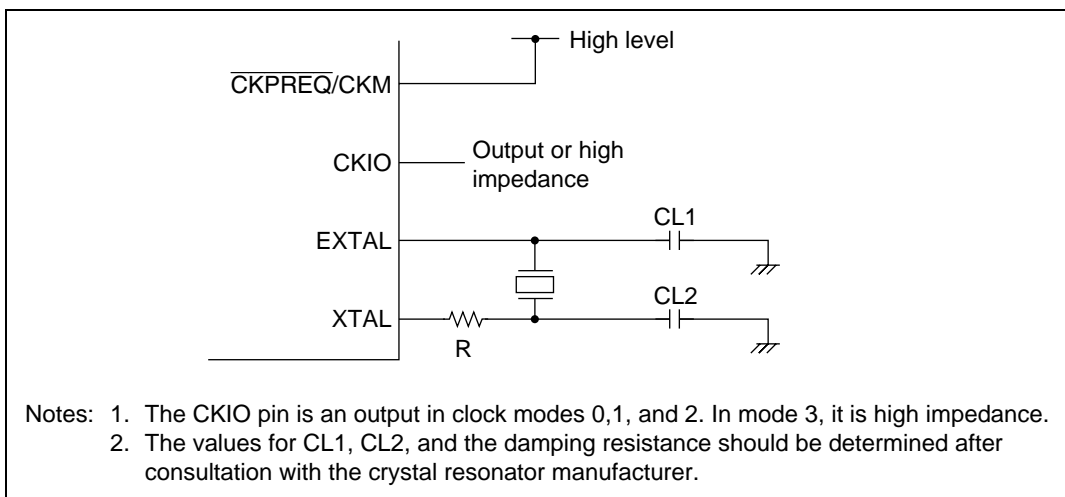 High level
CKPREQ/CKM
CKIO
Output or high
impedance
EXTAL
CL1
XTAL
R
CL2
Notes: 1. The CKIO pin is an output in clock modes 0,1, and 2. In mode 3, it is high impedance.
2. The values for CL1, CL2, and the damping resistance should be determined after
consultation with the crystal resonator manufacturer.